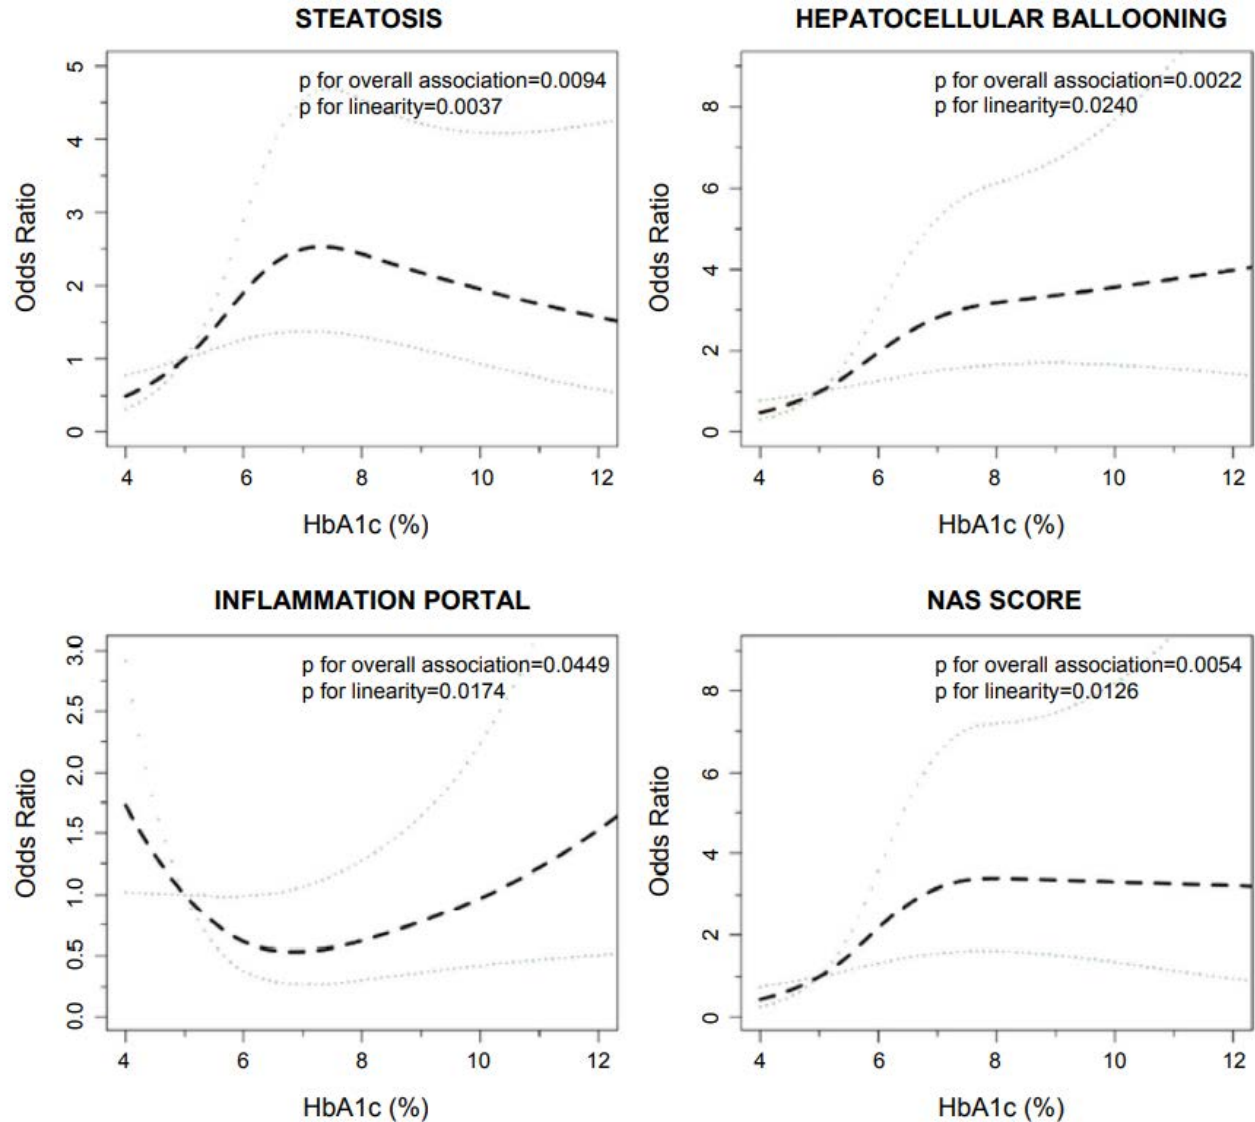 STEATOSIS
p for overall association=0.0094
p for linearity=0.0037
5
4
3
2
1
0
Odds Ratio
4 6 8 10 12
HbA1c (%)
HEPATOCELLULAR BALLOONING
p for overall association=0.0022
p for linearity=0.0240
8
6
4
2
0
Odds Ratio
4 6 8 10 12
HbA1c (%)
INFLAMMATION PORTAL
p for overall association=0.0449
p for linearity=0.0174
3.0
2.5
2.0
1.5
1.0
0.5
0.0
Odds Ratio
4 6 8 10 12
HbA1c (%)
NAS SCORE
p for overall association=0.0054
p for linearity=0.0126
8
6
4
2
0
Odds Ratio
4 6 8 10 12
HbA1c (%)